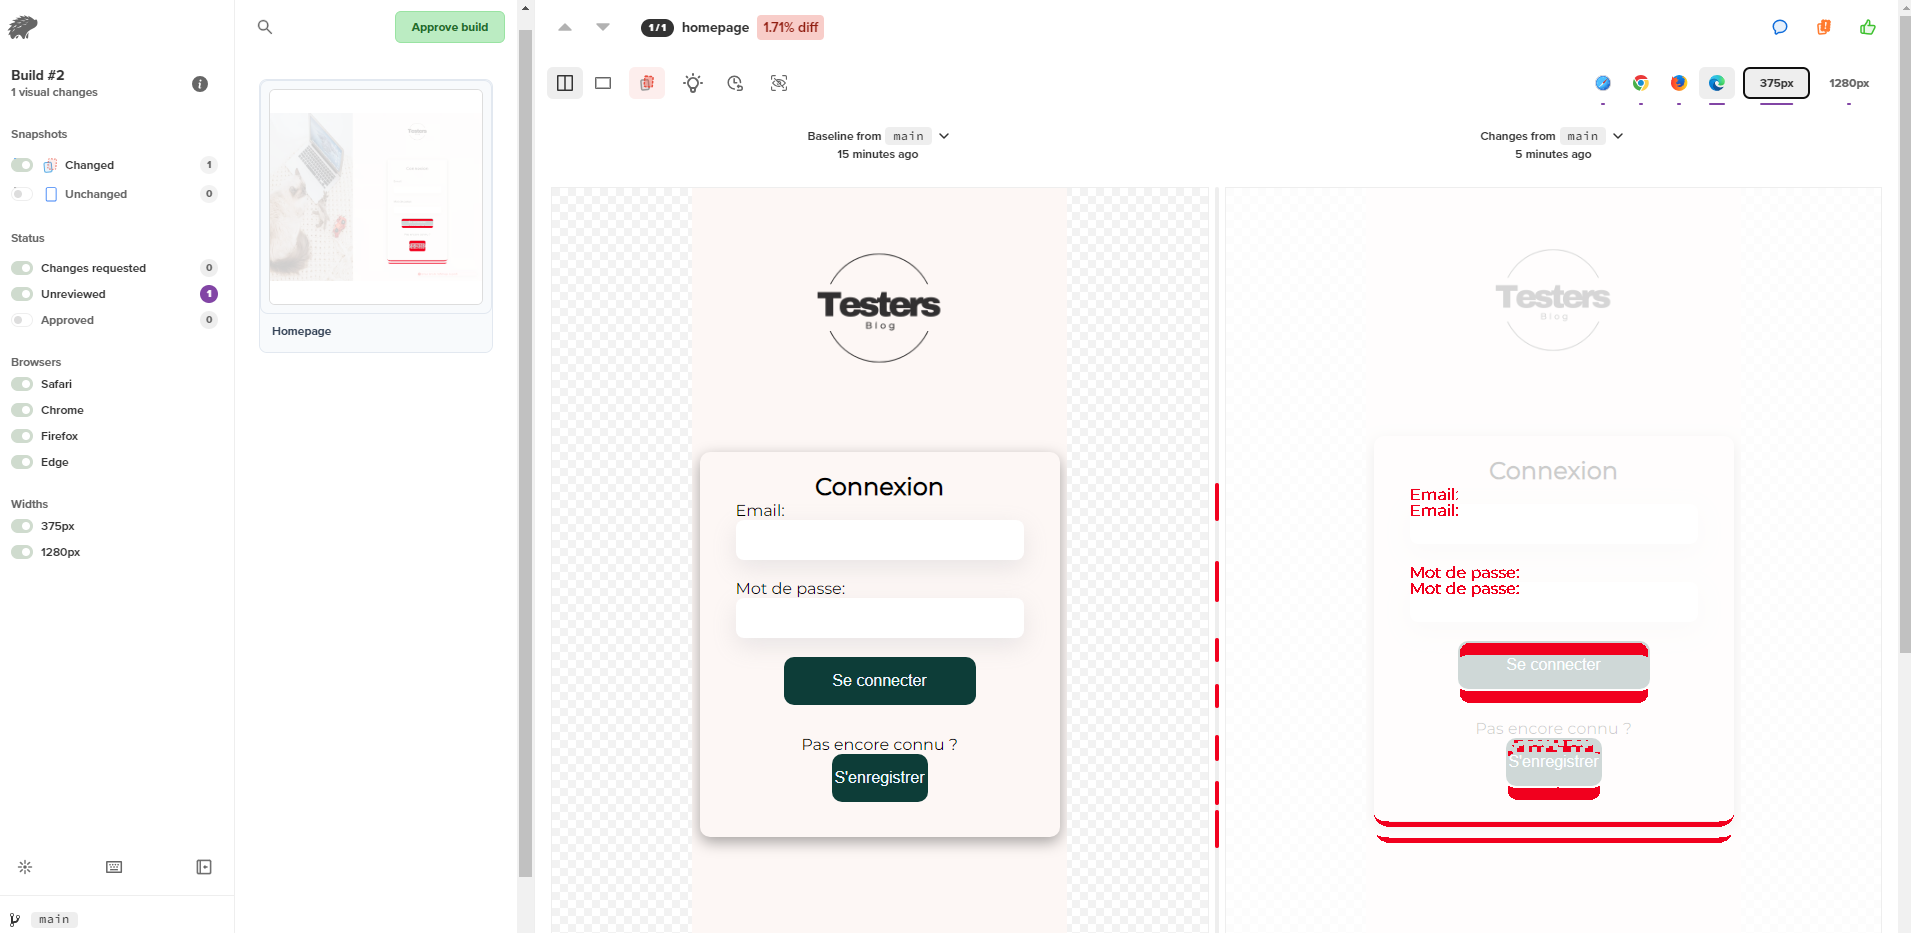 Build #2
1 visual changes
Snapshots
Changed 1
Unchanged 0
Status
Changes requested 0
Unreviewed 1
Approved 0
Browsers
Safari
Chrome
Firefox
Edge
Widths
375px
1280px
main
Approve build
Homepage
1/1 homepage 1.71% diff
375px 1280px
Baseline from main
15 minutes ago
Changes from main
5 minutes ago
Testers
Blog
Connexion
Email:
Mot de passe:
Se connecter
Pas encore connu ?
S'enregistrer
Testers
Blog
Connexion
Email:
Email:
Mot de passe:
Mot de passe:
Se connecter
Pas encore connu ?
S'enregistrer